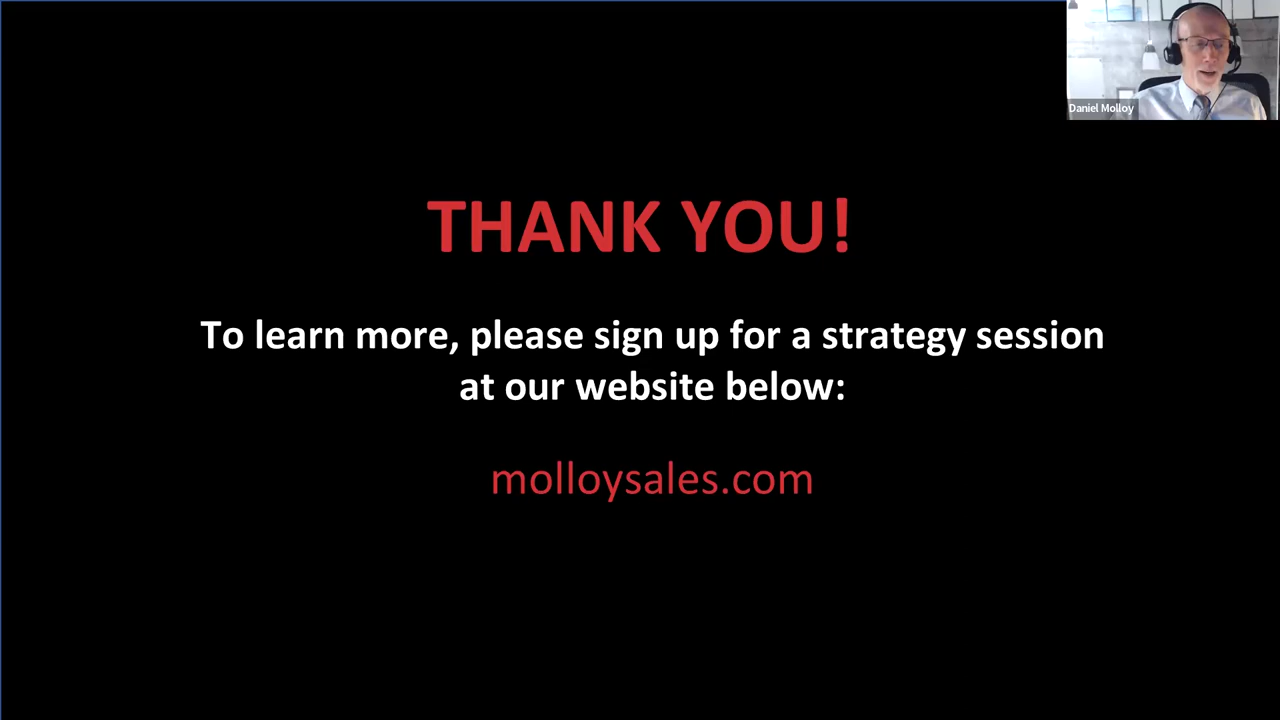 Daniel Molloy
THANK YOU!
To learn more, please sign up for a strategy session
at our website below:
molloysales.com